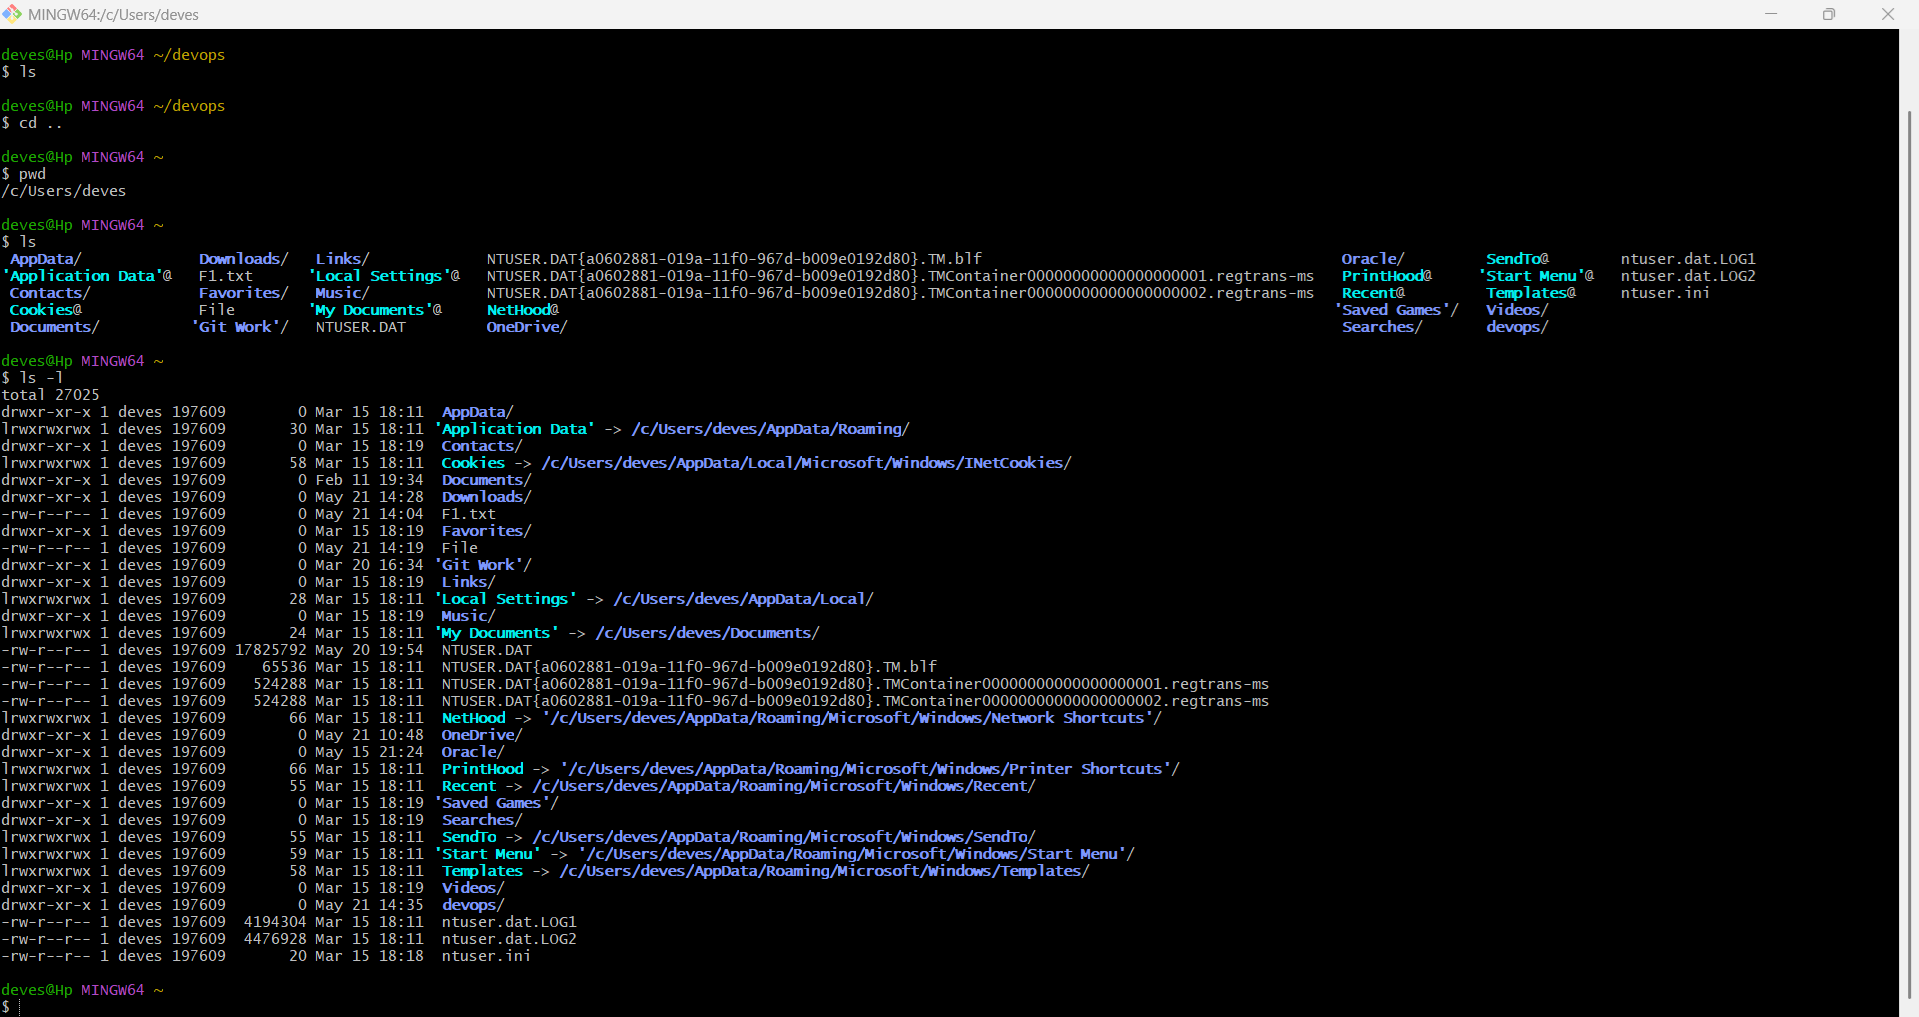 MINGW64:/c/Users/deves
deves@Hp MINGW64 ~/devops
$ ls
deves@Hp MINGW64 ~/devops
$ cd ..
deves@Hp MINGW64 ~
$ pwd
/c/Users/deves
deves@Hp MINGW64 ~
$ ls
AppData/ Downloads/ Links/ NTUSER.DAT{a0602881-019a-11f0-967d-b009e0192d80}.TM.blf Oracle/ SendTo@ ntuser.dat.LOG1
'Application Data'@ F1.txt 'Local Settings'@ NTUSER.DAT{a0602881-019a-11f0-967d-b009e0192d80}.TMContainer00000000000000000001.regtrans-ms PrintHood@ 'Start Menu'@ ntuser.dat.LOG2
Contacts/ Favorites/ Music/ NTUSER.DAT{a0602881-019a-11f0-967d-b009e0192d80}.TMContainer00000000000000000002.regtrans-ms Recent@ Templates@ ntuser.ini
Cookies@ File 'My Documents'@ NetHood@ 'Saved Games'/ Videos/
Documents/ 'Git Work'/ NTUSER.DAT OneDrive/ Searches/ devops/
deves@Hp MINGW64 ~
$ ls -l
total 27025
drwxr-xr-x 1 deves 197609 0 Mar 15 18:11 AppData/
lrwxrwxrwx 1 deves 197609 30 Mar 15 18:11 'Application Data' -> /c/Users/deves/AppData/Roaming/
drwxr-xr-x 1 deves 197609 0 Mar 15 18:19 Contacts/
lrwxrwxrwx 1 deves 197609 58 Mar 15 18:11 Cookies -> /c/Users/deves/AppData/Local/Microsoft/Windows/INetCookies/
drwxr-xr-x 1 deves 197609 0 Feb 11 19:34 Documents/
drwxr-xr-x 1 deves 197609 0 May 21 14:28 Downloads/
-rw-r--r-- 1 deves 197609 0 May 21 14:04 F1.txt
drwxr-xr-x 1 deves 197609 0 Mar 15 18:19 Favorites/
-rw-r--r-- 1 deves 197609 0 May 21 14:19 File
drwxr-xr-x 1 deves 197609 0 Mar 20 16:34 'Git Work'/
drwxr-xr-x 1 deves 197609 0 Mar 15 18:19 Links/
lrwxrwxrwx 1 deves 197609 28 Mar 15 18:11 'Local Settings' -> /c/Users/deves/AppData/Local/
drwxr-xr-x 1 deves 197609 0 Mar 15 18:19 Music/
lrwxrwxrwx 1 deves 197609 24 Mar 15 18:11 'My Documents' -> /c/Users/deves/Documents/
-rw-r--r-- 1 deves 197609 17825792 May 20 19:54 NTUSER.DAT
-rw-r--r-- 1 deves 197609 65536 Mar 15 18:11 NTUSER.DAT{a0602881-019a-11f0-967d-b009e0192d80}.TM.blf
-rw-r--r-- 1 deves 197609 524288 Mar 15 18:11 NTUSER.DAT{a0602881-019a-11f0-967d-b009e0192d80}.TMContainer00000000000000000001.regtrans-ms
-rw-r--r-- 1 deves 197609 524288 Mar 15 18:11 NTUSER.DAT{a0602881-019a-11f0-967d-b009e0192d80}.TMContainer00000000000000000002.regtrans-ms
lrwxrwxrwx 1 deves 197609 66 Mar 15 18:11 NetHood -> '/c/Users/deves/AppData/Roaming/Microsoft/Windows/Network Shortcuts'/
drwxr-xr-x 1 deves 197609 0 May 21 10:48 OneDrive/
drwxr-xr-x 1 deves 197609 0 May 15 21:24 Oracle/
lrwxrwxrwx 1 deves 197609 66 Mar 15 18:11 PrintHood -> '/c/Users/deves/AppData/Roaming/Microsoft/Windows/Printer Shortcuts'/
lrwxrwxrwx 1 deves 197609 55 Mar 15 18:11 Recent -> /c/Users/deves/AppData/Roaming/Microsoft/Windows/Recent/
drwxr-xr-x 1 deves 197609 0 Mar 15 18:19 'Saved Games'/
drwxr-xr-x 1 deves 197609 0 Mar 15 18:19 Searches/
lrwxrwxrwx 1 deves 197609 55 Mar 15 18:11 SendTo -> /c/Users/deves/AppData/Roaming/Microsoft/Windows/SendTo/
lrwxrwxrwx 1 deves 197609 59 Mar 15 18:11 'Start Menu' -> '/c/Users/deves/AppData/Roaming/Microsoft/Windows/Start Menu'/
lrwxrwxrwx 1 deves 197609 58 Mar 15 18:11 Templates -> /c/Users/deves/AppData/Roaming/Microsoft/Windows/Templates/
drwxr-xr-x 1 deves 197609 0 Mar 15 18:19 Videos/
drwxr-xr-x 1 deves 197609 0 May 21 14:35 devops/
-rw-r--r-- 1 deves 197609 4194304 Mar 15 18:11 ntuser.dat.LOG1
-rw-r--r-- 1 deves 197609 4476928 Mar 15 18:11 ntuser.dat.LOG2
-rw-r--r-- 1 deves 197609 20 Mar 15 18:18 ntuser.ini
deves@Hp MINGW64 ~
$